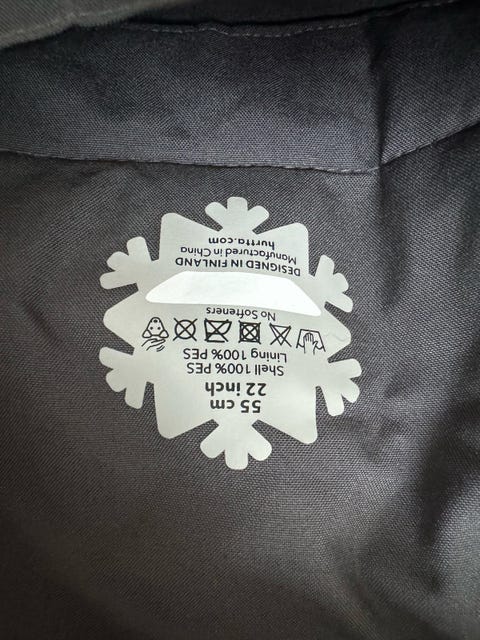 55 cm
22 inch
Shell 100% PES
Lining 100% PES
No Softeners
DESIGNED IN FINLAND
Manufactured in China
hurtta.com